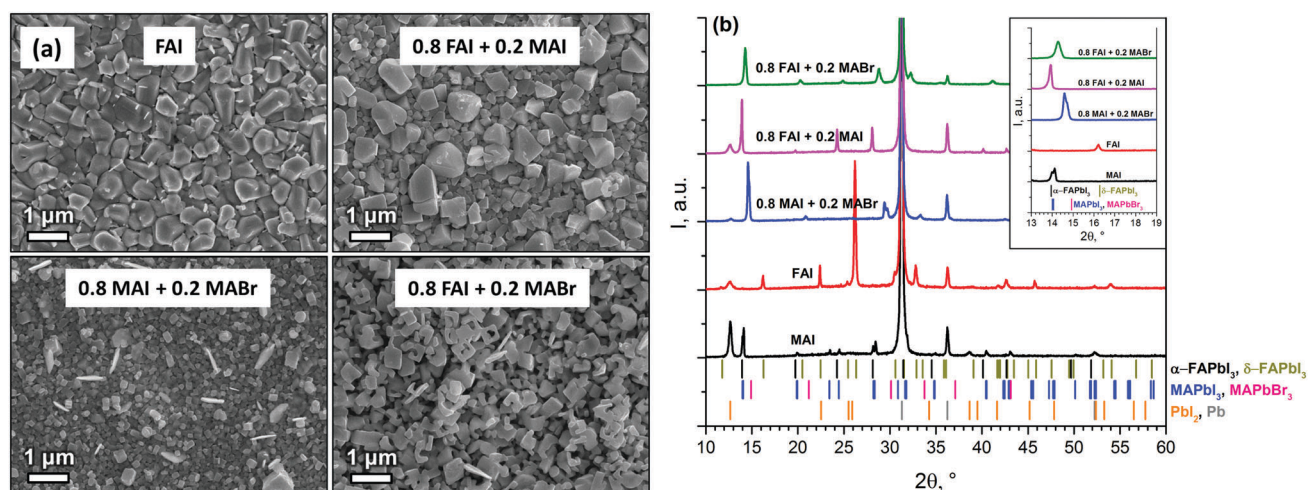 (a)
FAI
1 µm
0.8 FAI + 0.2 MAI
1 µm
0.8 MAI + 0.2 MABr
1 µm
0.8 FAI + 0.2 MABr
1 µm
(b)
I, a.u.
0.8 FAI + 0.2 MABr
0.8 FAI + 0.2 MAI
0.8 MAI + 0.2 MABr
FAI
MAI
α-FAPbI3, δ-FAPbI3
MAPbI3, MAPbBr3
PbI2, Pb
10 15 20 25 30 35 40 45 50 55 60
2θ, °
I, a.u.
0.8 FAI + 0.2 MABr
0.8 FAI + 0.2 MAI
0.8 MAI + 0.2 MABr
FAI
MAI
α-FAPbI3 δ-FAPbI3
MAPbI3, MAPbBr3
13 14 15 16 17 18 19
2θ, °